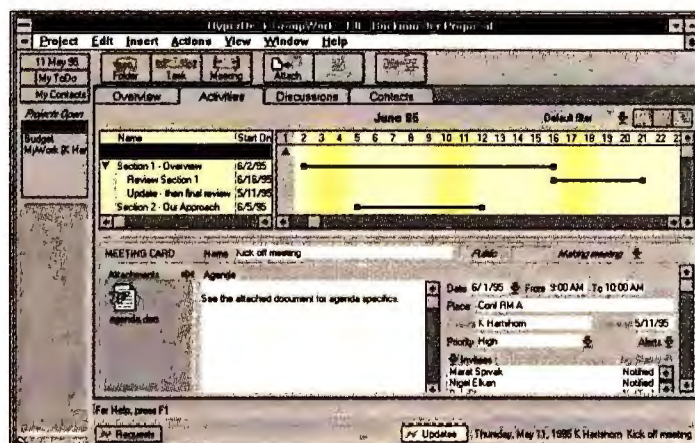 Project Edit Insert Actions View Window Help
11 May 95
My ToDo
My Contacts
Projects Open
Budget
Folder Task Meeting Attach
Overview Activities Discussions Contacts
June 95 Default filter
Name Start On
1 2 3 4 5 6 7 8 9 10 11 12 13 14 15 16 17 18 19 20 21 22
Section 1 - Overview 6/2/95
Review Section 1 6/16/95
Update - then final review 5/11/95
Section 2 - Our Approach 6/5/95
MEETING CARD Name Kick off meeting Public
Attachments Agenda
agenda.doc
See the attached document for agenda specifics.
Date 6/1/95 From 9:00 AM To 10:00 AM
Place Conf RM A
K Hartshorn 5/11/95
Priority High Alerts
Invitees
Marat Spivak Notified
Nigel Elken Notified
For Help, press F1
Requests
Updates Thursday, May 11, 1995 K Hartshorn Kick off meeting